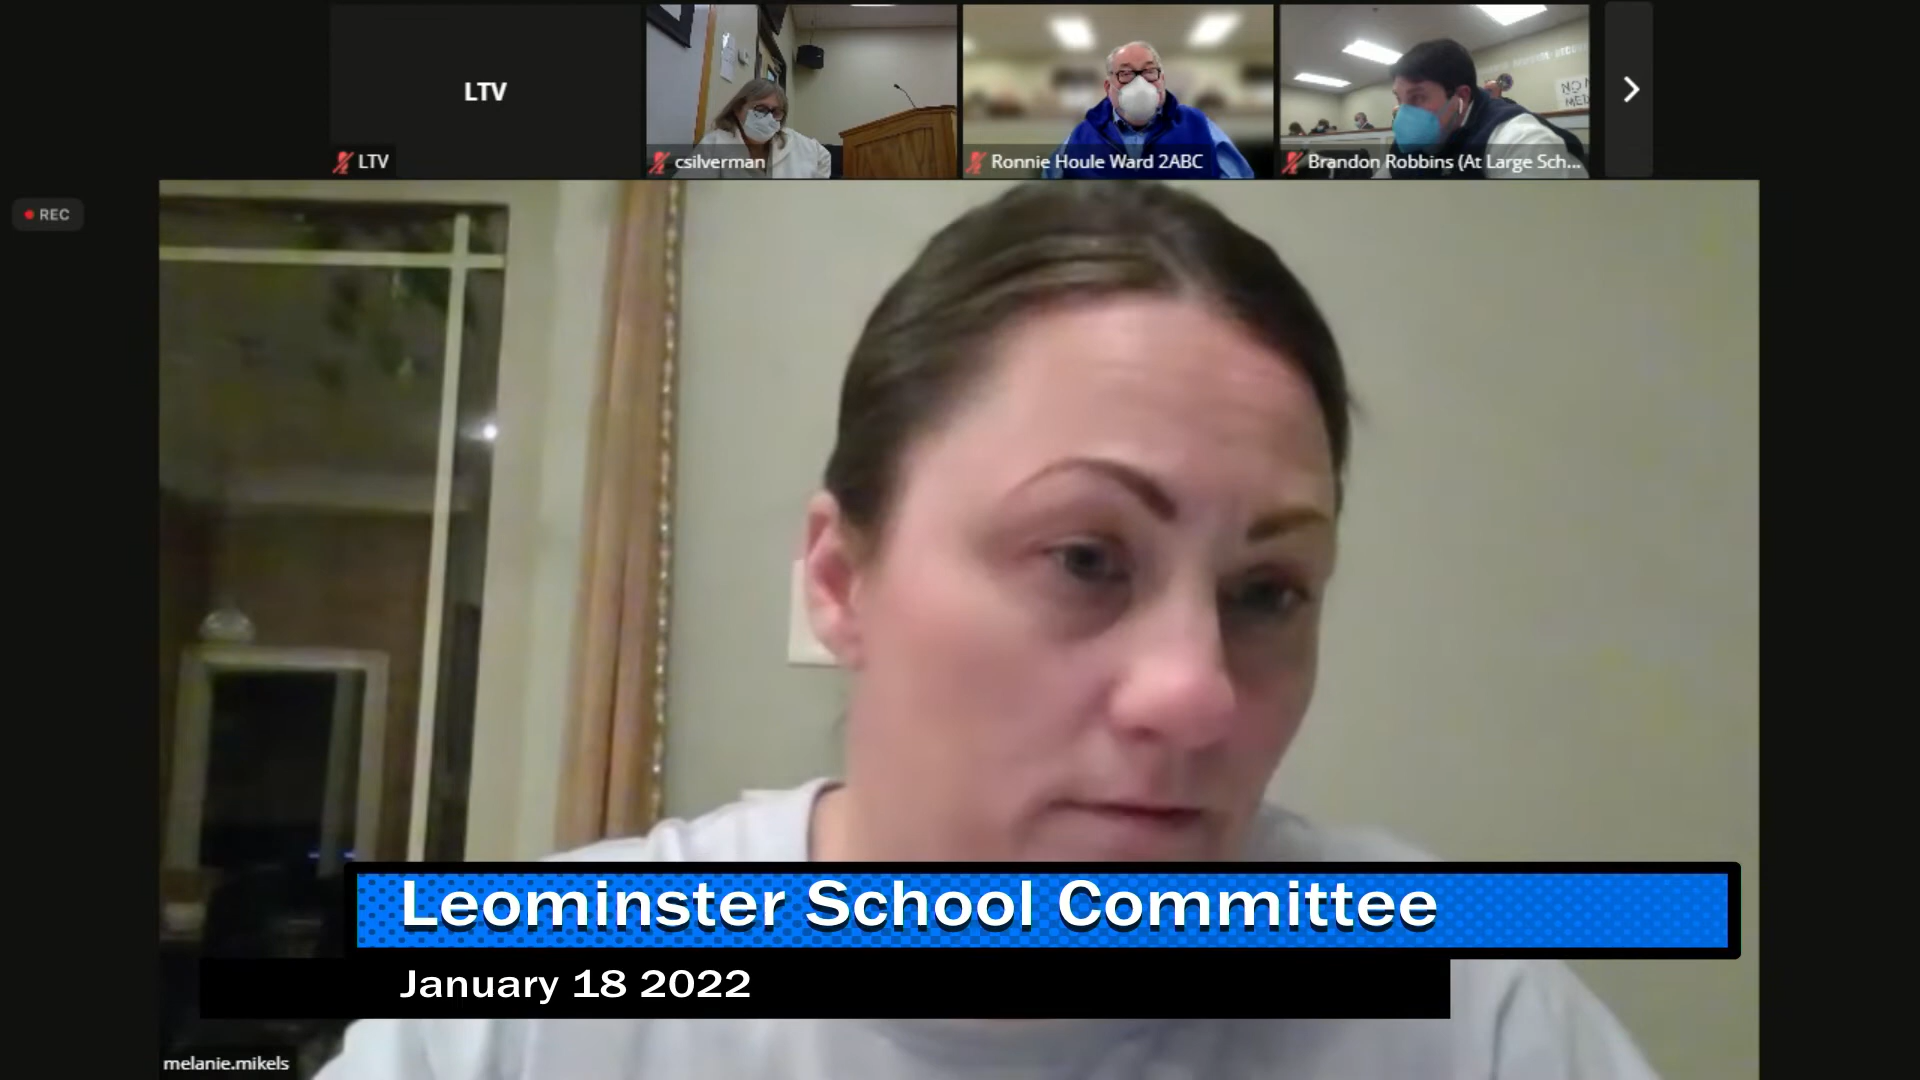 LTV
LTV
csilverman
Ronnie Houle Ward 2ABC
Brandon Robbins (At Large Sch...
REC
Leominster School Committee
January 18 2022
melanie.mikels